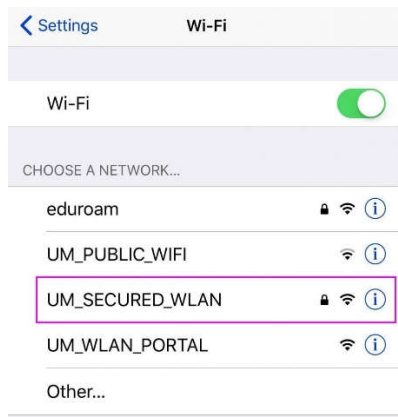 Settings Wi-Fi
Wi-Fi
CHOOSE A NETWORK...
eduroam
UM_PUBLIC_WIFI
UM_SECURED_WLAN
UM_WLAN_PORTAL
Other...